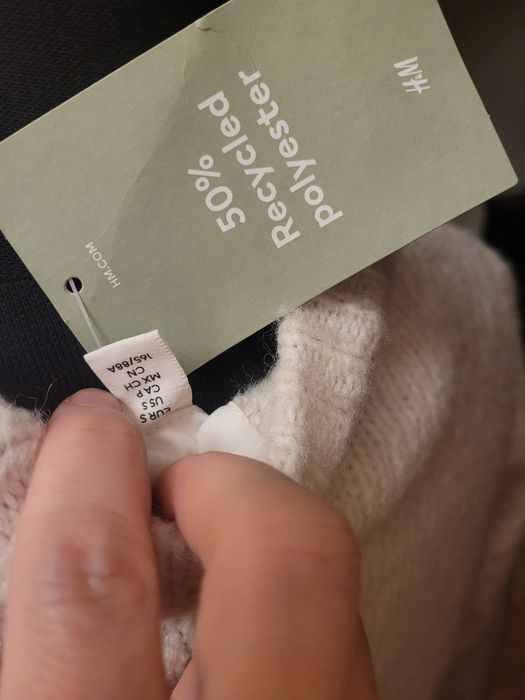 H&M
50%
Recycled
polyester
HM.COM
EUR S
US S
CA P
MX CH
CN
165/88A